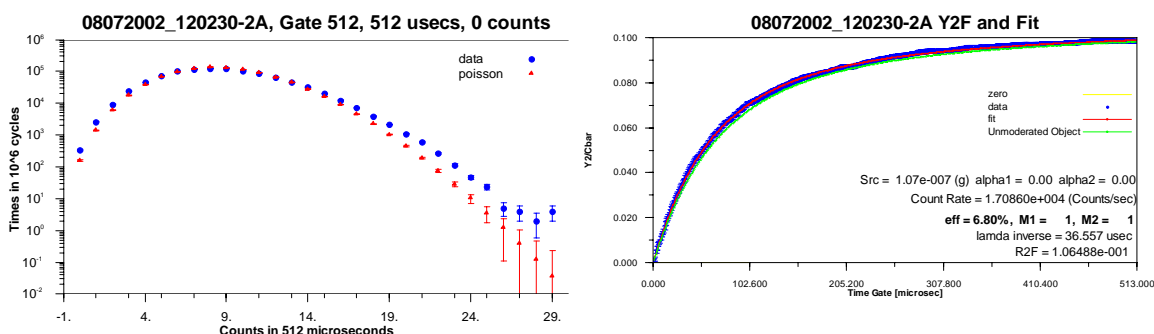 08072002_120230-2A, Gate 512, 512 usecs, 0 counts
10^6
10^5
10^4
10^3
10^2
10^1
10^0
10^-1
10^-2
Times in 10^6 cycles
data
poisson
-1. 4. 9. 14. 19. 24. 29.
Counts in 512 microseconds
08072002_120230-2A Y2F and Fit
0.100
0.080
0.060
0.040
0.020
0.000
Y2/Cbar
zero
data
fit
Unmoderated Object
Src = 1.07e-007 (g) alpha1 = 0.00 alpha2 = 0.00
Count Rate = 1.70860e+004 (Counts/sec)
eff = 6.80%, M1 = 1, M2 = 1
lamda inverse = 36.557 usec
R2F = 1.06488e-001
0.000 102.600 205.200 307.800 410.400 513.000
Time Gate [microsec]